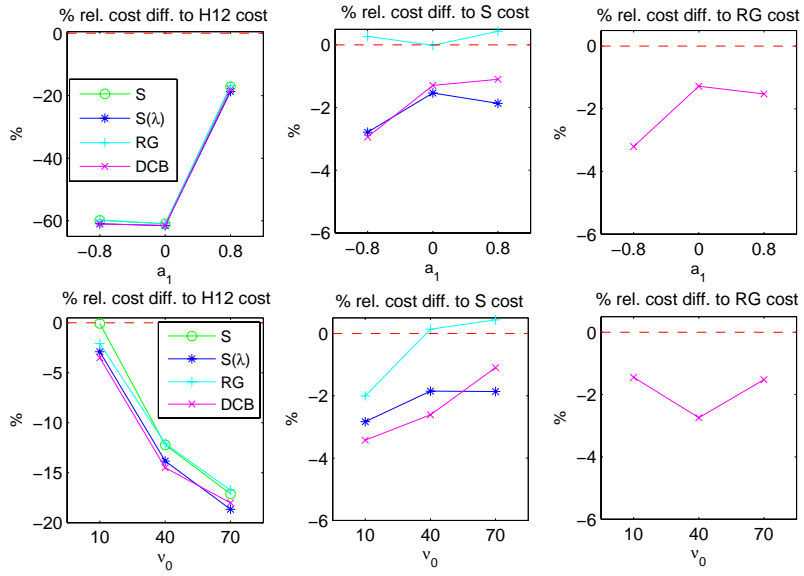 % rel. cost diff. to H12 cost
0
−20
−40
−60
%
S
S(λ)
RG
DCB
−0.8
0
0.8
a1
% rel. cost diff. to S cost
0
−2
−4
−6
%
−0.8
0
0.8
a1
% rel. cost diff. to RG cost
0
−2
−4
−6
%
−0.8
0
0.8
a1
% rel. cost diff. to H12 cost
0
−5
−10
−15
−20
%
S
S(λ)
RG
DCB
10
40
70
ν0
% rel. cost diff. to S cost
0
−2
−4
−6
%
10
40
70
ν0
% rel. cost diff. to RG cost
0
−2
−4
−6
%
10
40
70
ν0